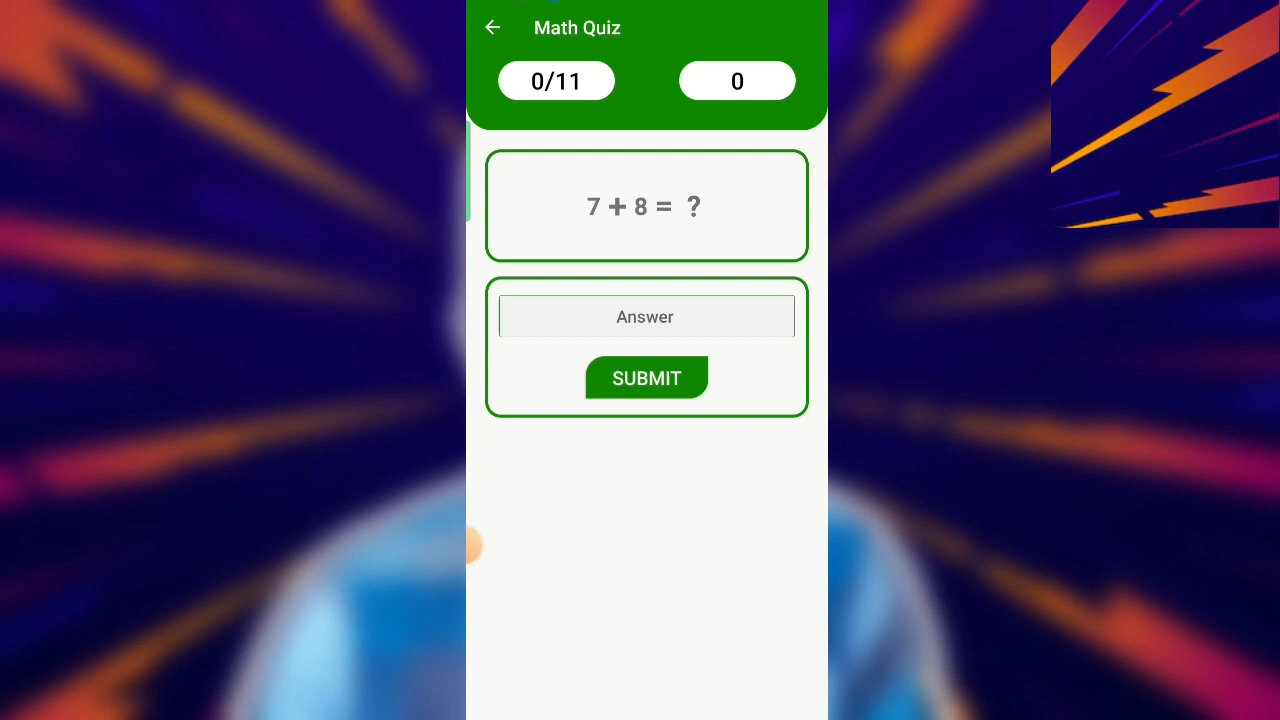 Math Quiz
0/11 0
7 + 8 = ?
Answer
SUBMIT